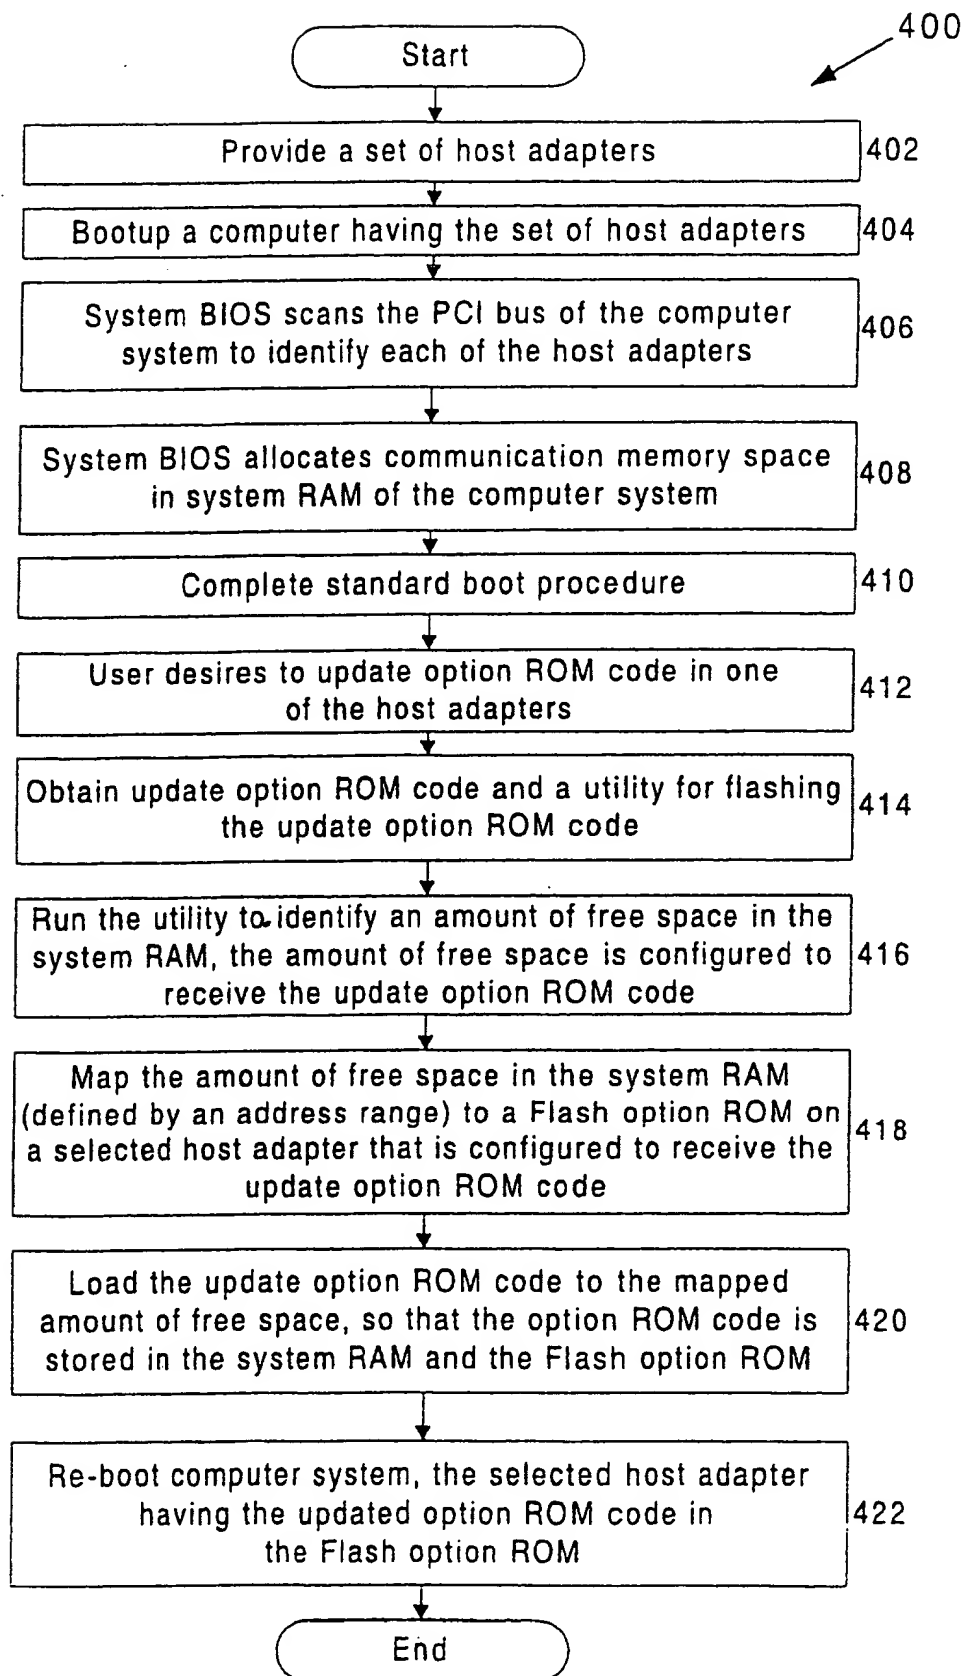 400
Start
Provide a set of host adapters
402
Bootup a computer having the set of host adapters
404
System BIOS scans the PCI bus of the computer
system to identify each of the host adapters
406
System BIOS allocates communication memory space
in system RAM of the computer system
408
Complete standard boot procedure
410
User desires to update option ROM code in one
of the host adapters
412
Obtain update option ROM code and a utility for flashing
the update option ROM code
414
Run the utility to identify an amount of free space in the
system RAM, the amount of free space is configured to
receive the update option ROM code
416
Map the amount of free space in the system RAM
(defined by an address range) to a Flash option ROM on
a selected host adapter that is configured to receive the
update option ROM code
418
Load the update option ROM code to the mapped
amount of free space, so that the option ROM code is
stored in the system RAM and the Flash option ROM
420
Re-boot computer system, the selected host adapter
having the updated option ROM code in
the Flash option ROM
422
End